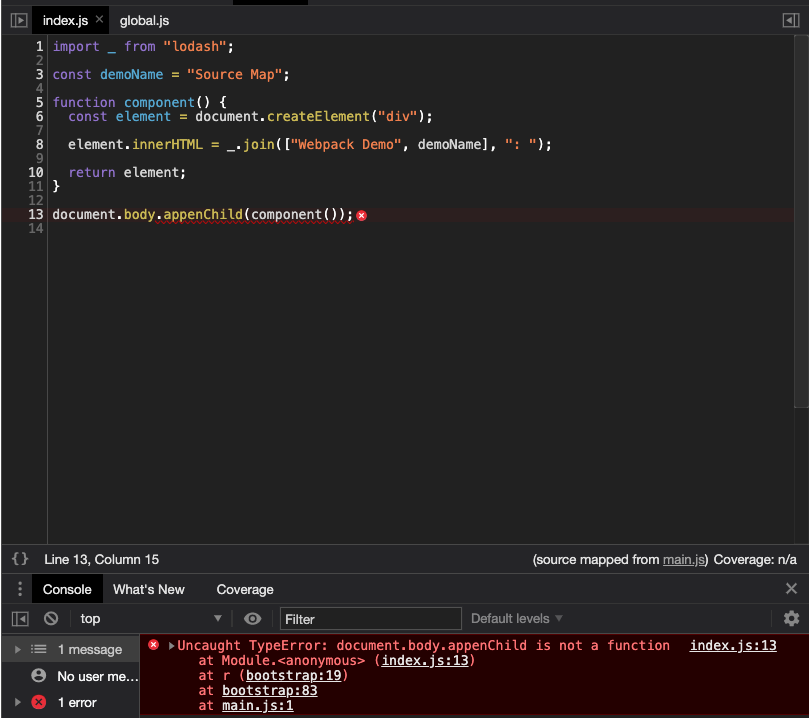 index.js × global.js
1 import _ from "lodash";
2
3 const demoName = "Source Map";
4
5 function component() {
6 const element = document.createElement("div");
7
8 element.innerHTML = _.join(["Webpack Demo", demoName], ": ");
9
10 return element;
11 }
12
13 document.body.appenChild(component());
14
{} Line 13, Column 15 (source mapped from main.js) Coverage: n/a
Console What's New Coverage
top Filter Default levels
1 message
No user me...
1 error
Uncaught TypeError: document.body.appenChild is not a function index.js:13
at Module.<anonymous> (index.js:13)
at r (bootstrap:19)
at bootstrap:83
at main.js:1